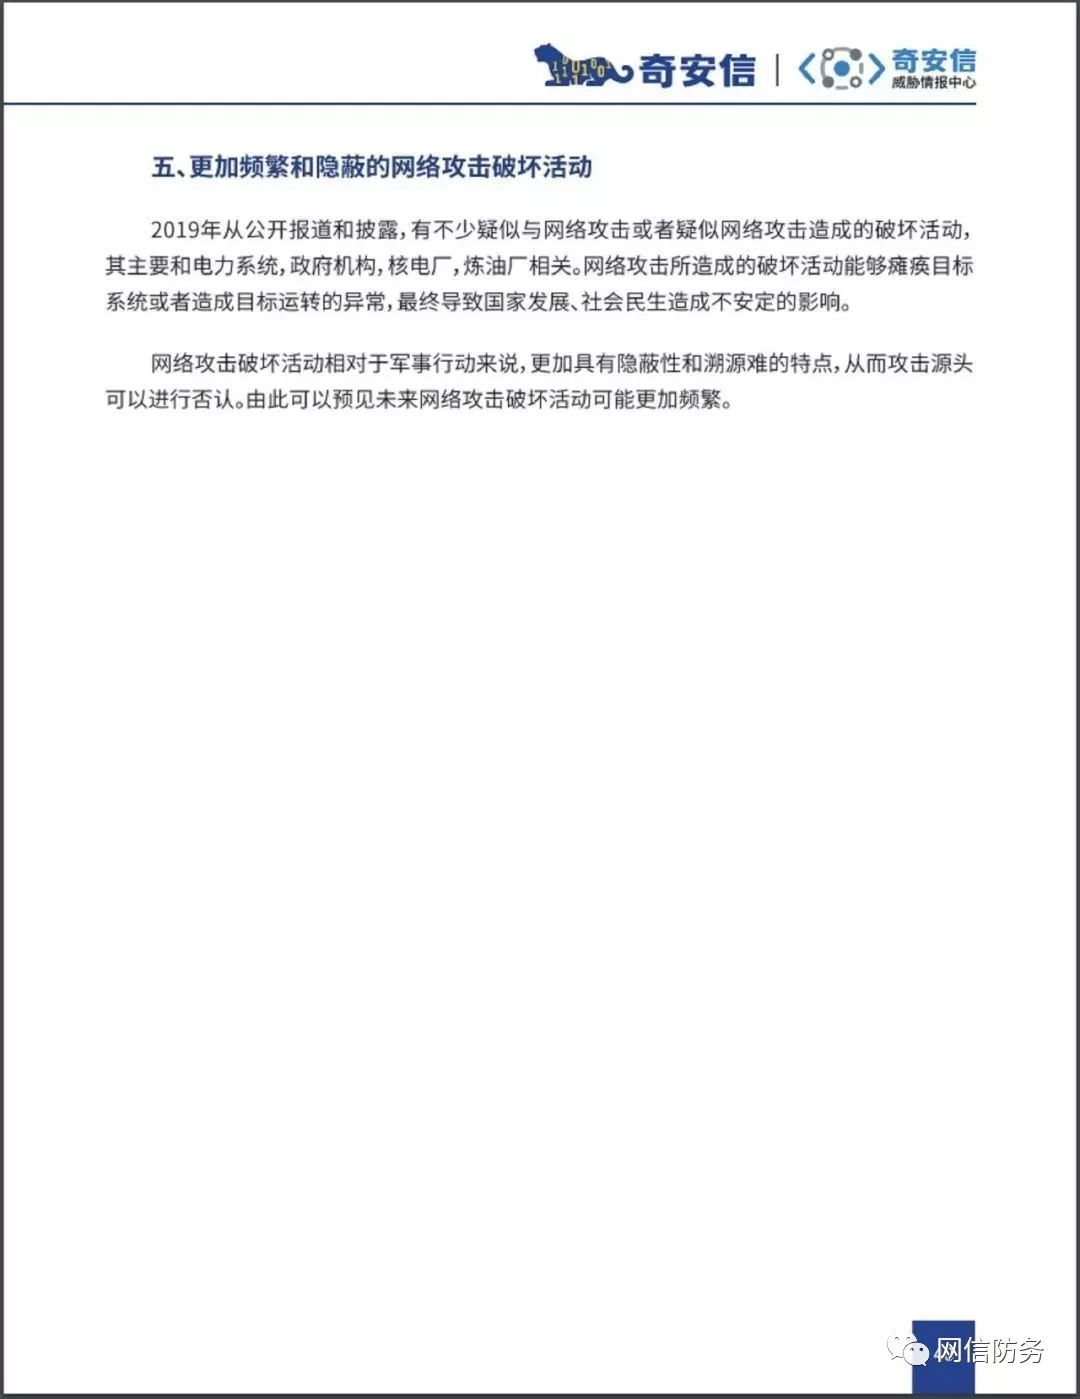 奇安信 | 奇安信
威胁情报中心
五、更加频繁和隐蔽的网络攻击破坏活动
2019年从公开报道和披露，有不少疑似与网络攻击或者疑似网络攻击造成的破坏活动，
其主要和电力系统，政府机构，核电厂，炼油厂相关。网络攻击所造成的破坏活动能够瘫痪目标
系统或者造成目标运转的异常，最终导致国家发展、社会民生造成不安定的影响。
网络攻击破坏活动相对于军事行动来说，更加具有隐蔽性和溯源难的特点，从而攻击源头
可以进行否认。由此可以预见未来网络攻击破坏活动可能更加频繁。
网信防务